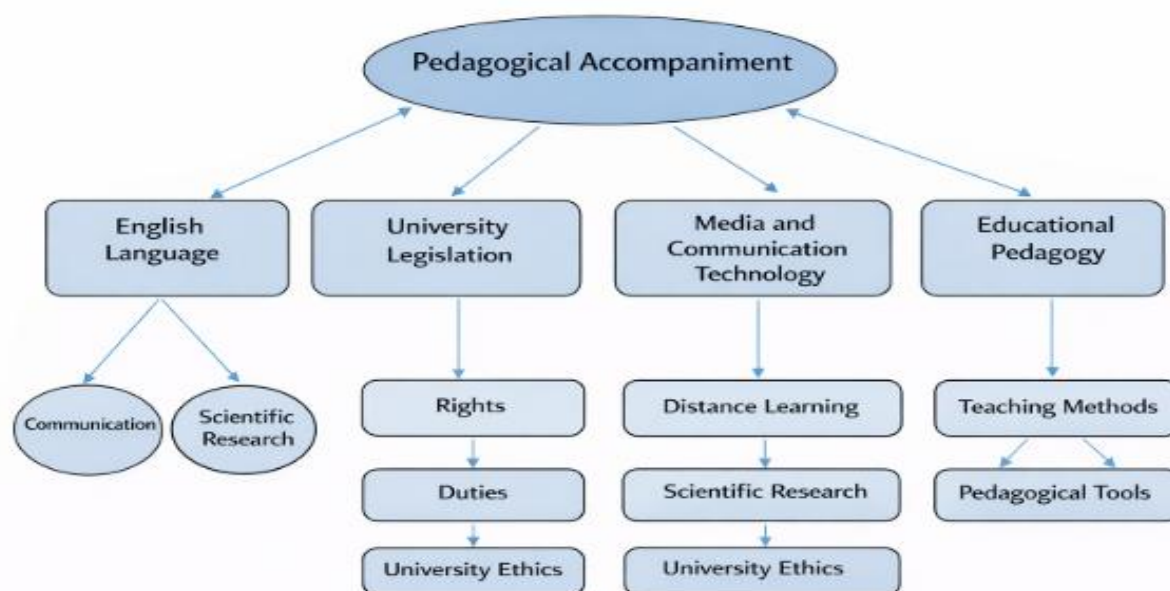 Pedagogical Accompaniment
English
Language
University
Legislation
Media and
Communication
Technology
Educational
Pedagogy
Communication
Scientific
Research
Rights
Distance Learning
Teaching Methods
Duties
Scientific Research
Pedagogical Tools
University Ethics
University Ethics